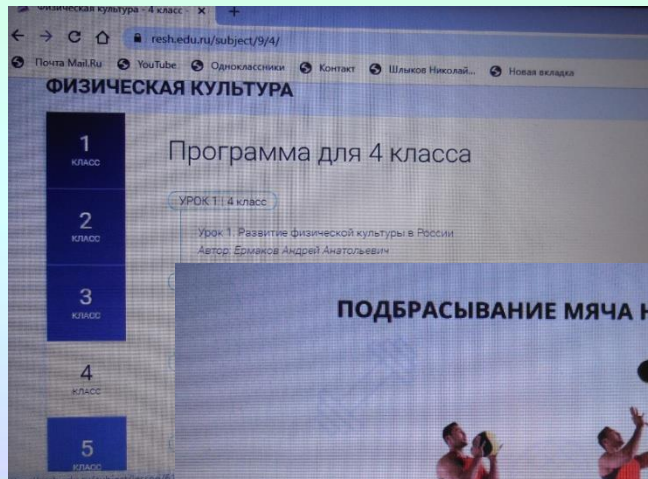 Физическая культура - 4 класс -
resh.edu.ru/subject/9/4/
Почта Mail.Ru YouTube Одноклассники Контакт Шлыков Николай... Новая вкладка
ФИЗИЧЕСКАЯ КУЛЬТУРА
1
КЛАСС
Программа для 4 класса
УРОК 1 | 4 класс
2
КЛАСС
Урок 1. Развитие физической культуры в России
Автор: Ермаков Андрей Анатольевич
3
КЛАСС
ПОДБРАСЫВАНИЕ МЯЧА
4
КЛАСС
5
КЛАСС